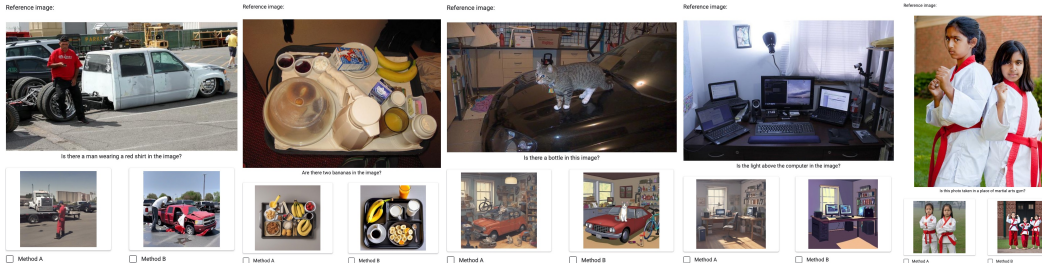 Reference image:
Is there a man wearing a red shirt in the image?
Method A
Method B
Reference image:
Are there two bananas in the image?
Method A
Method B
Reference image:
Is there a bottle in this image?
Method A
Method B
Reference image:
Is the light above the computer in the image?
Method A
Method B
Reference image:
Is this photo taken in a place of martial arts gym?
Method A
Method B